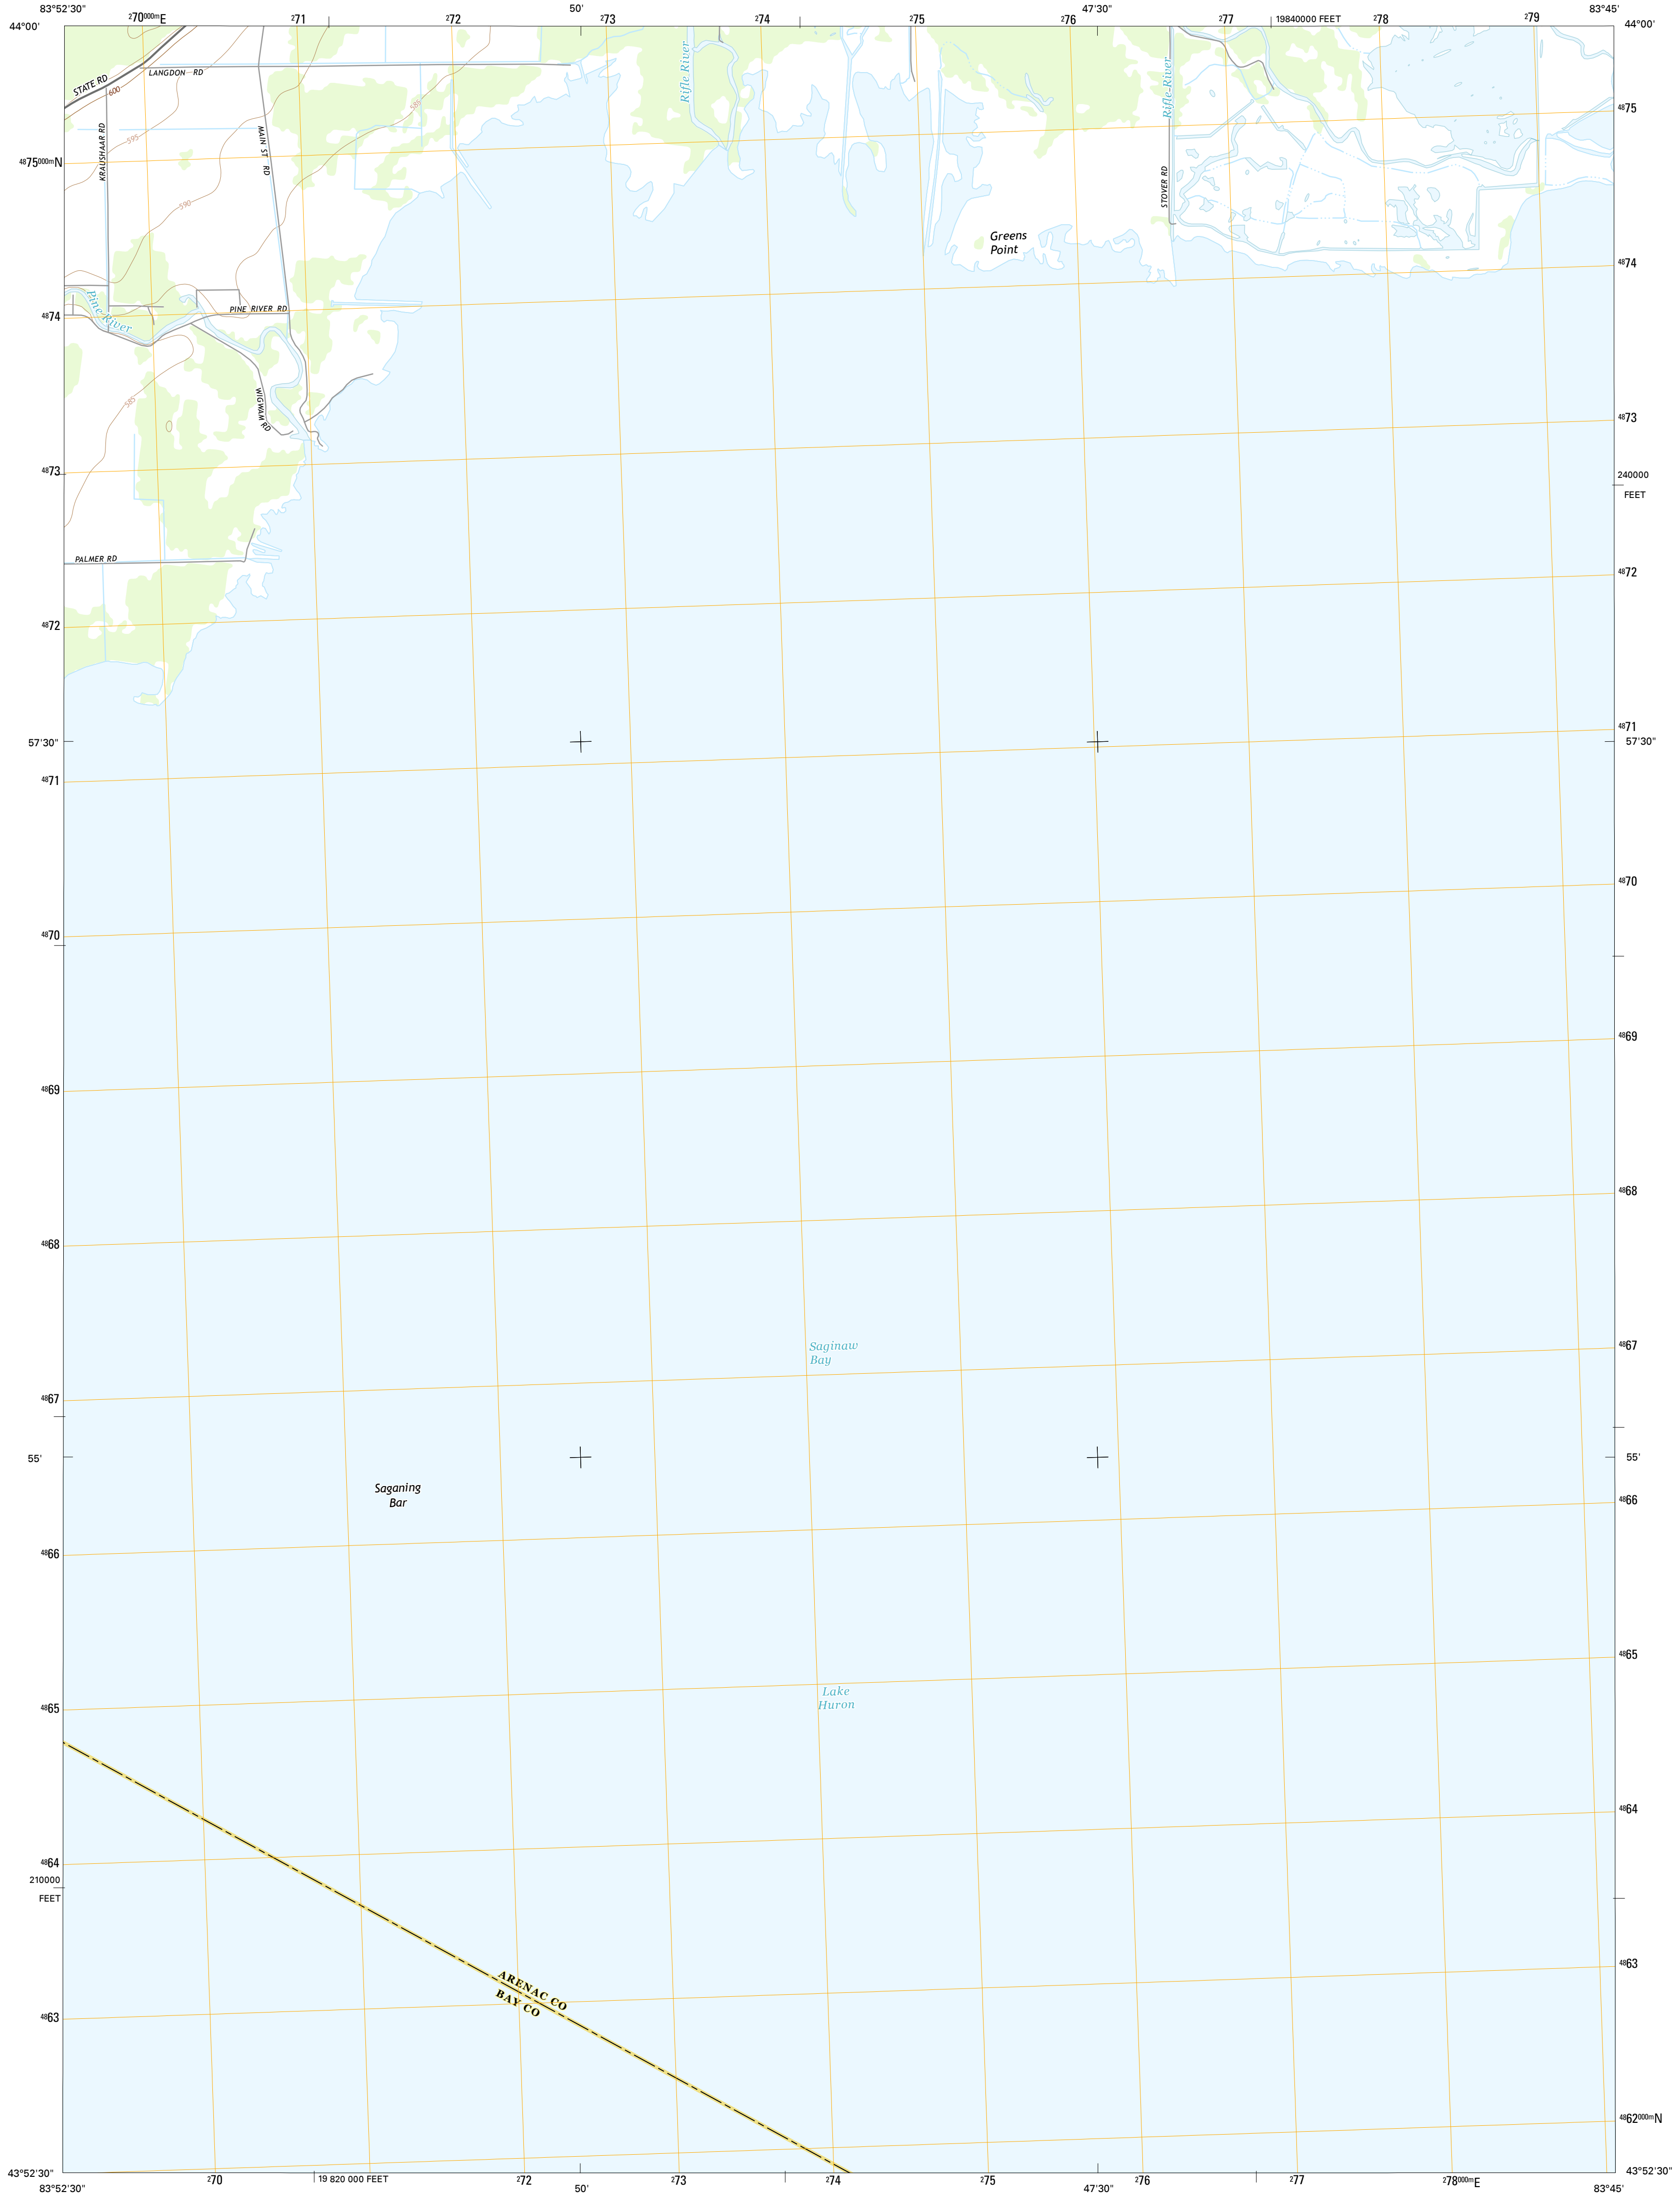 83°52'30"
270000mE
271
272
50'
273
274
275
276
47'30"
277
19840000 FEET
278
279
83°45'
44°00'
44°00'
STATE RD
LANGDON RD
600
595
590
585
KRAUSHAAR RD
MAIN ST RD
Rifle River
Rifle River
STOVER RD
4875
4875000mN
Greens
Point
4874
Pine River
PINE RIVER RD
4874
WIGWAM RD
585
4873
4873
240000
FEET
PALMER RD
4872
4872
4871
57'30"
57'30"
4871
4870
4870
4869
4869
4868
4868
Saginaw
Bay
4867
4867
55'
55'
Saganing
Bar
4866
4866
4865
Lake
Huron
4865
4864
4864
210000
FEET
4863
ARENAC CO
BAY CO
4863
4862000mN
43°52'30"
43°52'30"
270
19 820 000 FEET
272
273
274
275
276
277
278000mE
83°52'30"
50'
47'30"
83°45'